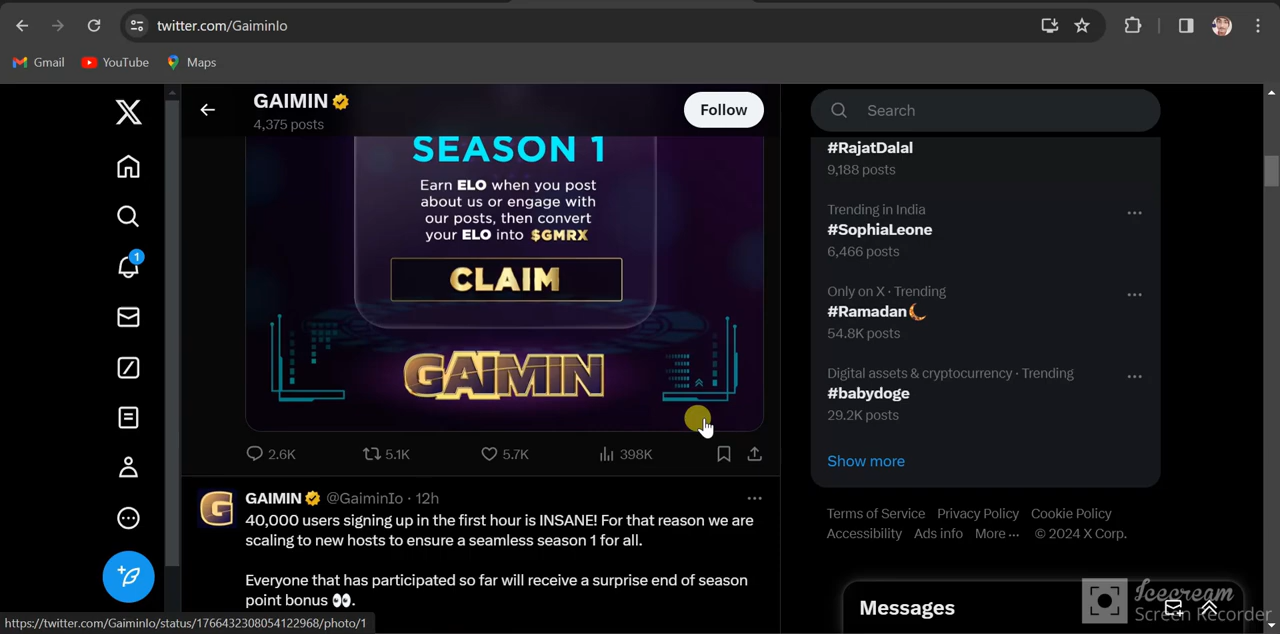 twitter.com/GaiminIo
Gmail
YouTube
Maps
GAIMIN
4,375 posts
Follow
SEASON 1
Earn ELO when you post
about us or engage with
our posts, then convert
your ELO into $GMRX
CLAIM
GAIMIN
2.6K
5.1K
5.7K
398K
GAIMIN @GaiminIo · 12h
40,000 users signing up in the first hour is INSANE! For that reason we are
scaling to new hosts to ensure a seamless season 1 for all.
Everyone that has participated so far will receive a surprise end of season
point bonus 👀.
https://twitter.com/GaiminIo/status/1766432308054122968/photo/1
1
Search
#RajatDalal
9,188 posts
Trending in India
#SophiaLeone
6,466 posts
Only on X · Trending
#Ramadan🌙
54.8K posts
Digital assets & cryptocurrency · Trending
#babydoge
29.2K posts
Show more
Terms of Service Privacy Policy Cookie Policy
Accessibility Ads info More ··· © 2024 X Corp.
Messages
Icecream
Screen Recorder